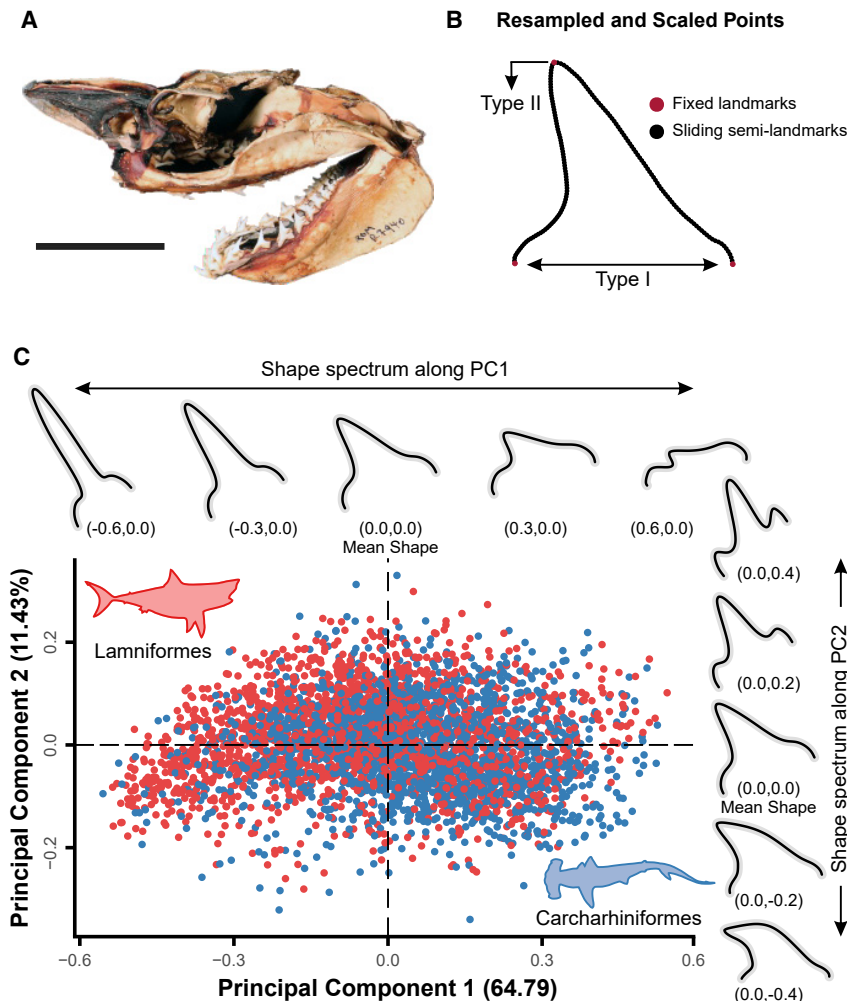 A
ROM
R7940
B
Resampled and Scaled Points
Type II
Fixed landmarks
Sliding semi-landmarks
Type I
C
Shape spectrum along PC1
(-0.6,0.0)
(-0.3,0.0)
(0.0,0.0)
Mean Shape
(0.3,0.0)
(0.6,0.0)
(0.0,0.4)
(0.0,0.2)
(0.0,0.0)
Mean Shape
(0.0,-0.2)
(0.0,-0.4)
Shape spectrum along PC2
Lamniformes
Carcharhiniformes
Principal Component 2 (11.43%)
0.2
0.0
−0.2
−0.6
−0.3
0.0
0.3
0.6
Principal Component 1 (64.79)